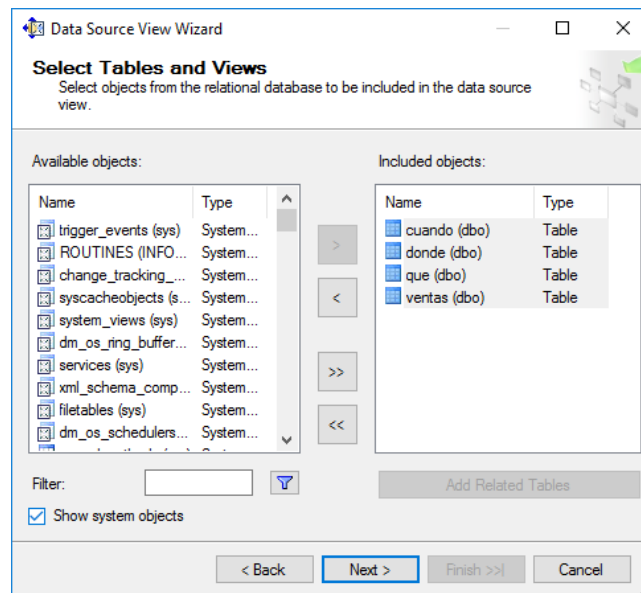 Data Source View Wizard
Select Tables and Views
Select objects from the relational database to be included in the data source
view.
Available objects:
Name Type
trigger_events (sys) System...
ROUTINES (INFO... System...
change_tracking_... System...
syscacheobjects (s... System...
system_views (sys) System...
dm_os_ring_buffer... System...
services (sys) System...
xml_schema_comp... System...
filetables (sys) System...
dm_os_schedulers... System...
Filter:
Show system objects
>
<
>>
<<
Included objects:
Name Type
cuando (dbo) Table
donde (dbo) Table
que (dbo) Table
ventas (dbo) Table
Add Related Tables
< Back Next > Finish >>| Cancel